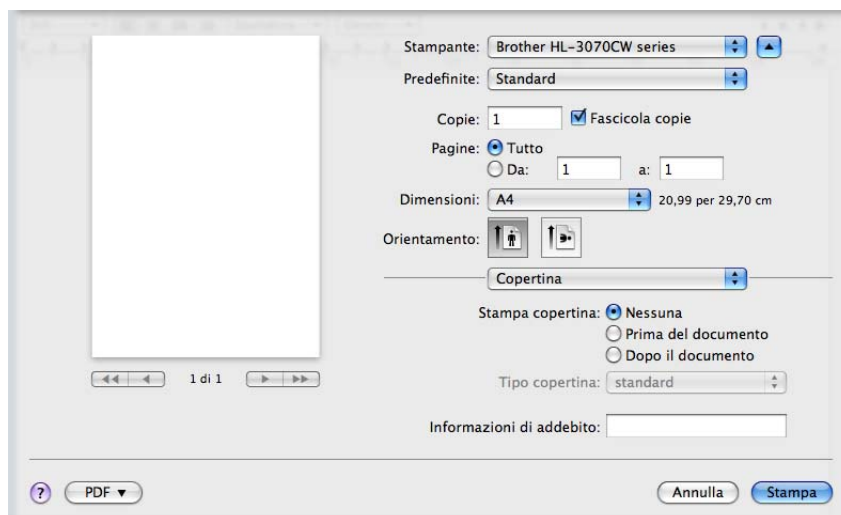 Stampante: Brother HL-3070CW series
Predefinite: Standard
Copie: 1 Fascicola copie
Pagine: Tutto
Da: 1 a: 1
Dimensioni: A4 20,99 per 29,70 cm
Orientamento:
Copertina
Stampa copertina: Nessuna
Prima del documento
Dopo il documento
1 di 1
Tipo copertina: standard
Informazioni di addebito:
? PDF Annulla Stampa